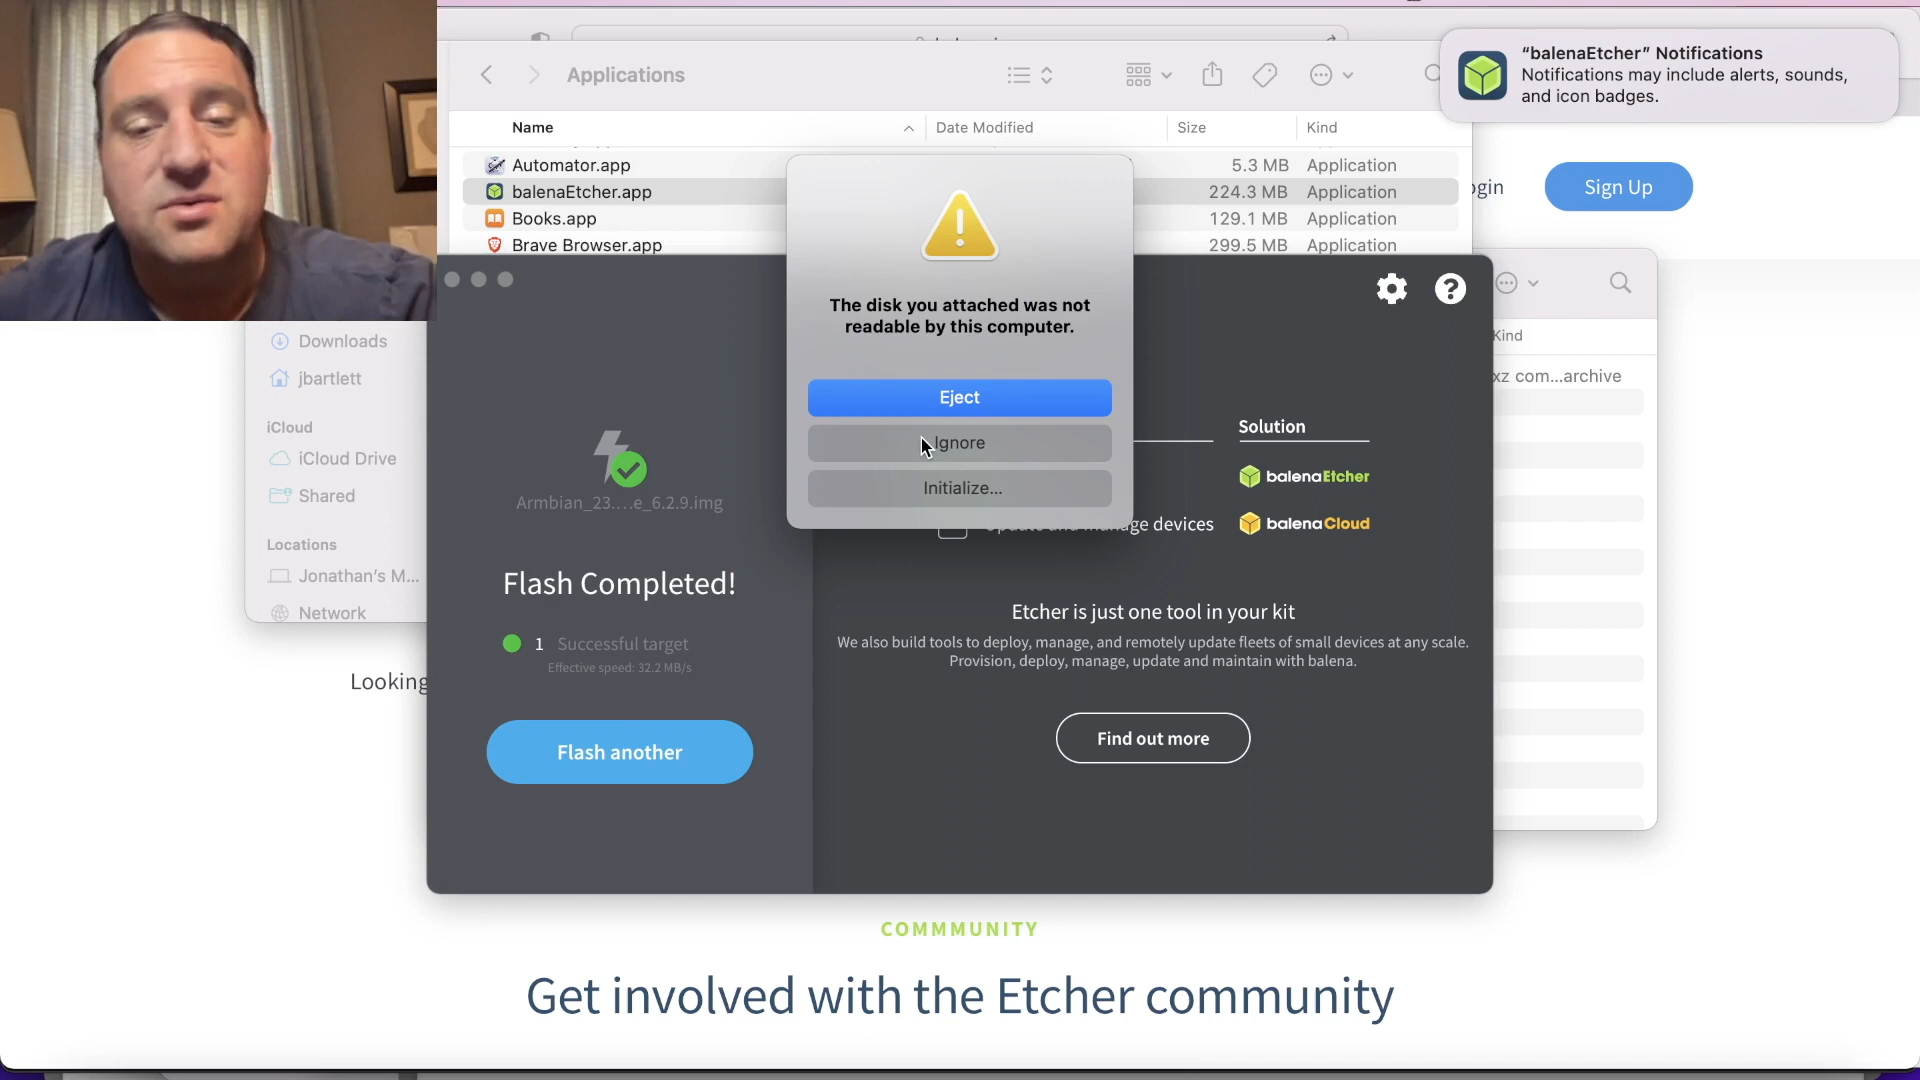 Applications
"balenaEtcher" Notifications
Notifications may include alerts, sounds,
and icon badges.
Name
Date Modified
Size
Kind
Automator.app
5.3 MB
Application
balenaEtcher.app
224.3 MB
Application
Books.app
129.1 MB
Application
Brave Browser.app
299.5 MB
Application
Sign Up
The disk you attached was not
readable by this computer.
Eject
Ignore
Initialize...
Downloads
jbartlett
iCloud
iCloud Drive
Shared
Locations
Jonathan's M...
Network
Looking
Kind
xz com...archive
Armbian_23....e_6.2.9.img
Flash Completed!
1 Successful target
Effective speed: 32.2 MB/s
Flash another
Solution
balenaEtcher
devices
balenaCloud
Etcher is just one tool in your kit
We also build tools to deploy, manage, and remotely update fleets of small devices at any scale.
Provision, deploy, manage, update and maintain with balena.
Find out more
COMMMUNITY
Get involved with the Etcher community